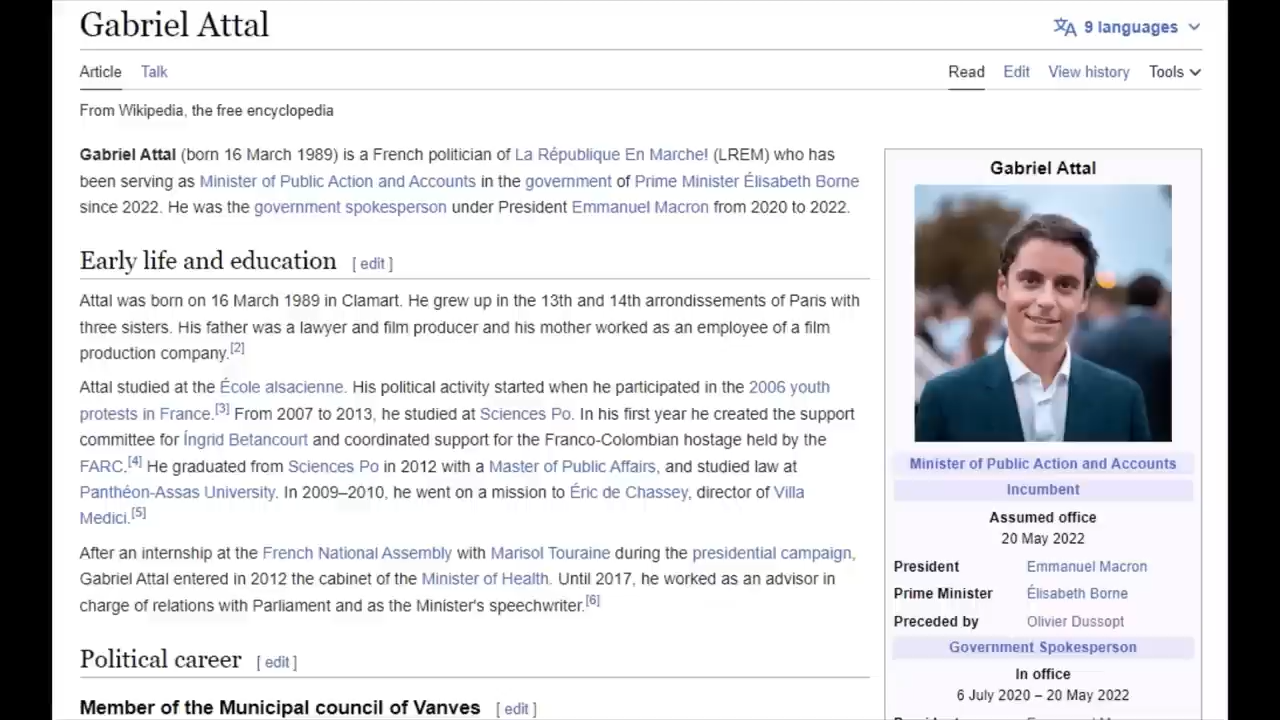 Gabriel Attal
9 languages
Article Talk
Read Edit View history Tools
From Wikipedia, the free encyclopedia
Gabriel Attal (born 16 March 1989) is a French politician of La République En Marche! (LREM) who has
been serving as Minister of Public Action and Accounts in the government of Prime Minister Élisabeth Borne
since 2022. He was the government spokesperson under President Emmanuel Macron from 2020 to 2022.
Early life and education [ edit ]
Attal was born on 16 March 1989 in Clamart. He grew up in the 13th and 14th arrondissements of Paris with
three sisters. His father was a lawyer and film producer and his mother worked as an employee of a film
production company.[2]
Attal studied at the École alsacienne. His political activity started when he participated in the 2006 youth
protests in France.[3] From 2007 to 2013, he studied at Sciences Po. In his first year he created the support
committee for Íngrid Betancourt and coordinated support for the Franco-Colombian hostage held by the
FARC.[4] He graduated from Sciences Po in 2012 with a Master of Public Affairs, and studied law at
Panthéon-Assas University. In 2009–2010, he went on a mission to Éric de Chassey, director of Villa
Medici.[5]
After an internship at the French National Assembly with Marisol Touraine during the presidential campaign,
Gabriel Attal entered in 2012 the cabinet of the Minister of Health. Until 2017, he worked as an advisor in
charge of relations with Parliament and as the Minister's speechwriter.[6]
Political career [ edit ]
Member of the Municipal council of Vanves [ edit ]
Gabriel Attal
Minister of Public Action and Accounts
Incumbent
Assumed office
20 May 2022
President Emmanuel Macron
Prime Minister Élisabeth Borne
Preceded by Olivier Dussopt
Government Spokesperson
In office
6 July 2020 – 20 May 2022